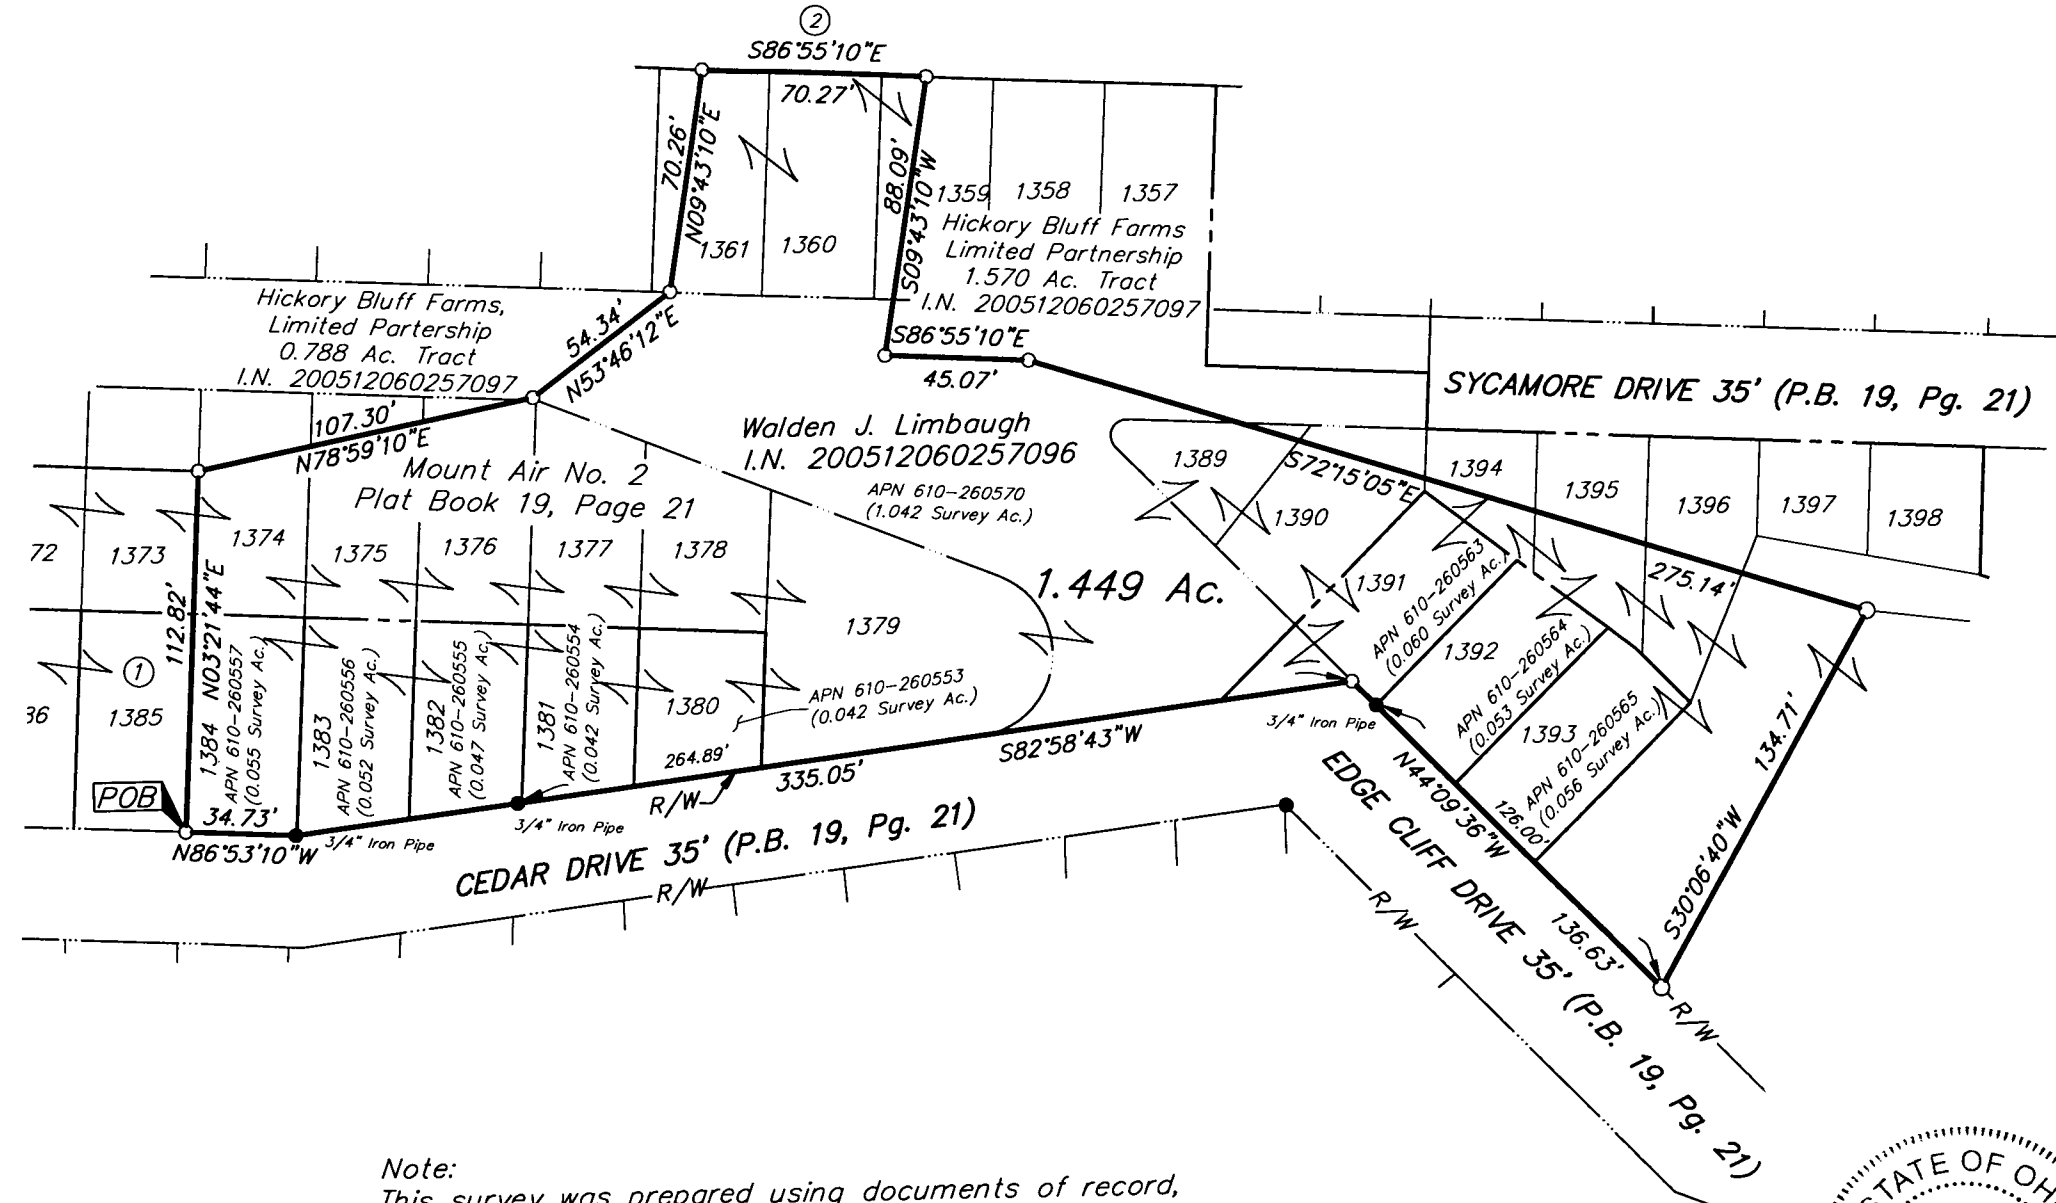 2
S86°55'10"E
70.27'
70.26'
N09°43'10"E
88.09'
S09°43'10"W
1361
1360
1359
1358
1357
Hickory Bluff Farms
Limited Partnership
1.570 Ac. Tract
I.N. 200512060257097
Hickory Bluff Farms,
Limited Partership
0.788 Ac. Tract
I.N. 200512060257097
54.34'
N53°46'12"E
S86°55'10"E
45.07'
SYCAMORE DRIVE 35' (P.B. 19, Pg. 21)
107.30'
N78°59'10"E
Mount Air No. 2
Plat Book 19, Page 21
Walden J. Limbaugh
I.N. 200512060257096
APN 610-260570
(1.042 Survey Ac.)
1389
S72°15'05"E
1394
1395
1396
1397
1398
1390
72
1373
1374
1375
1376
1377
1378
1.449 Ac.
1391
APN 610-260563
(0.060 Survey Ac.)
275.14'
112.82'
N03°21'44"E
1379
1392
APN 610-260564
(0.053 Survey Ac.)
1
36
1385
1384
APN 610-260557
(0.055 Survey Ac.)
1383
APN 610-260556
(0.052 Survey Ac.)
1382
APN 610-260555
(0.047 Survey Ac.)
1381
APN 610-260554
(0.042 Survey Ac.)
1380
APN 610-260553
(0.042 Survey Ac.)
1393
APN 610-260565
(0.056 Survey Ac.)
134.71'
S30°06'40"W
3/4" Iron Pipe
264.89'
335.05'
S82°58'43"W
R/W
POB
34.73'
N86°53'10"W
3/4" Iron Pipe
3/4" Iron Pipe
CEDAR DRIVE 35' (P.B. 19, Pg. 21)
R/W
N44°09'36"W
126.00'
136.63'
EDGE CLIFF DRIVE 35' (P.B. 19, Pg. 21)
R/W
R/W
Note:
This survey was prepared using documents of record,
STATE OF OH